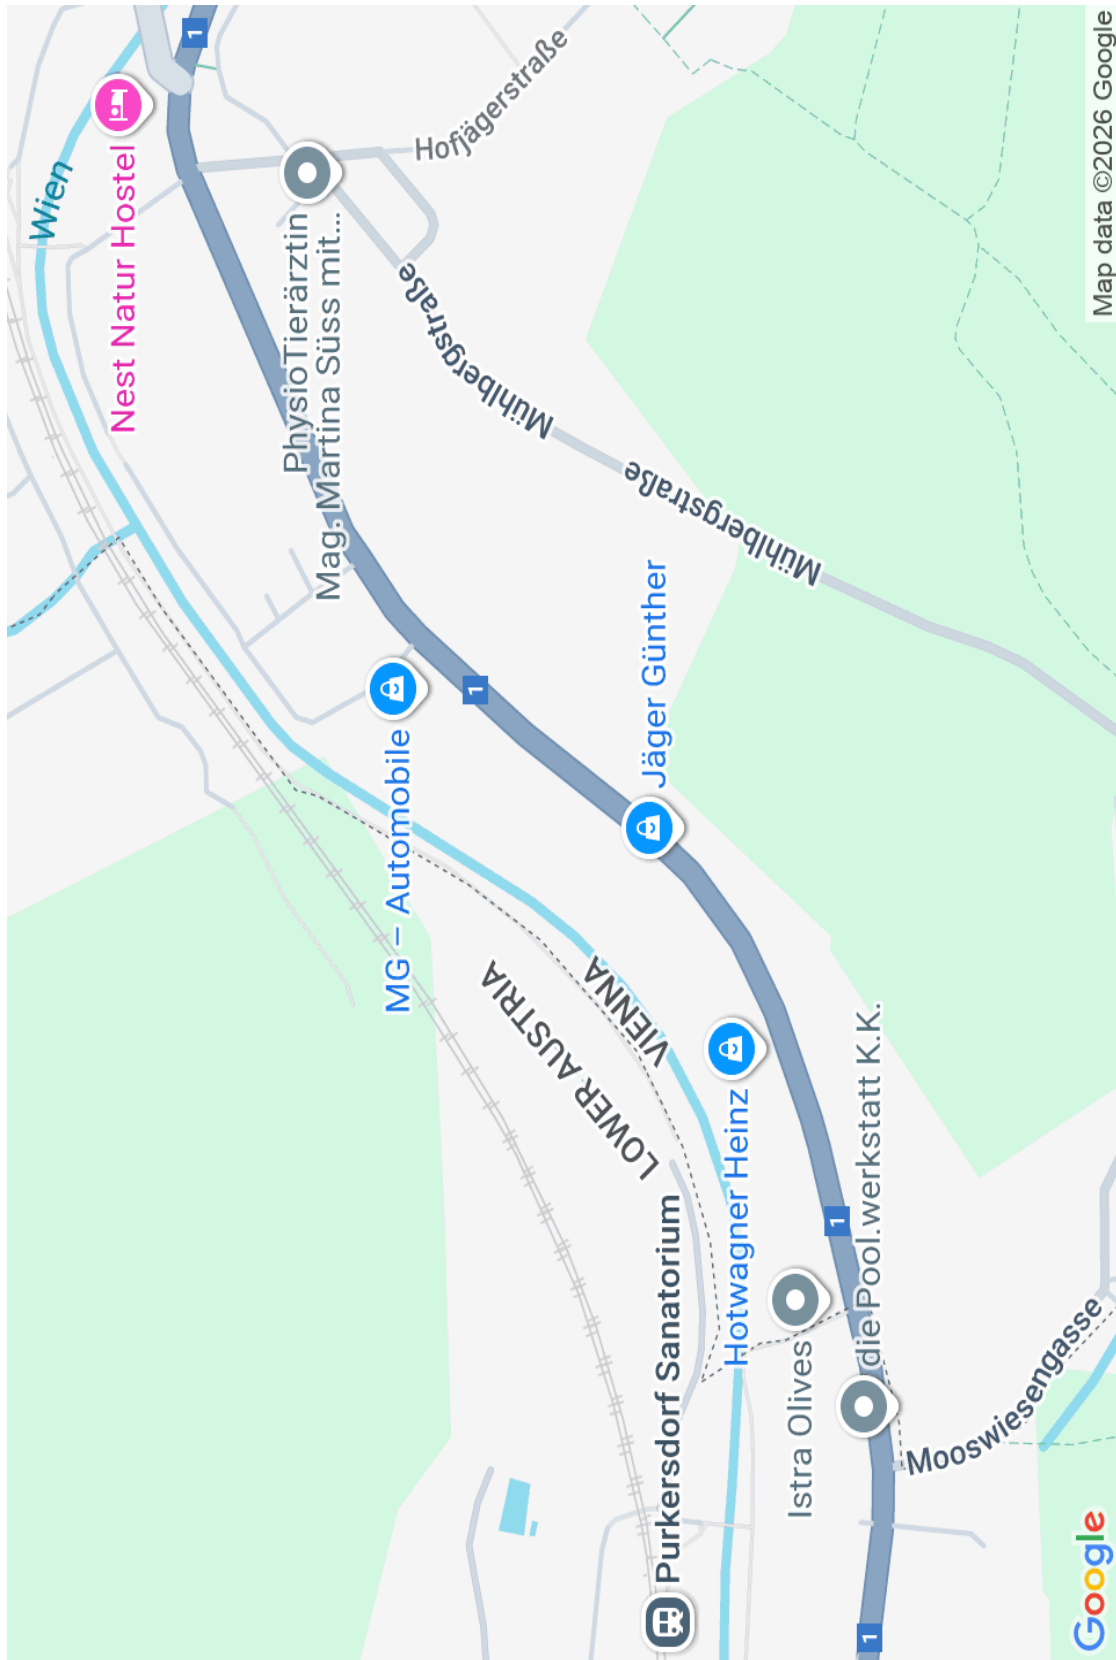 Wien
Nest Natur Hostel
1
Hofjägerstraße
PhysioTierärztin
Mag. Martina Süss mit...
Mühlbergstraße
Mühlbergstraße
MG – Automobile
1
Jäger Günther
LOWER AUSTRIA
VIENNA
Hotwagner Heinz
Purkersdorf Sanatorium
1
Istra Olives
die Pool.werkstatt K.K.
Mooswiesengasse
1
Google
Map data ©2026 Google